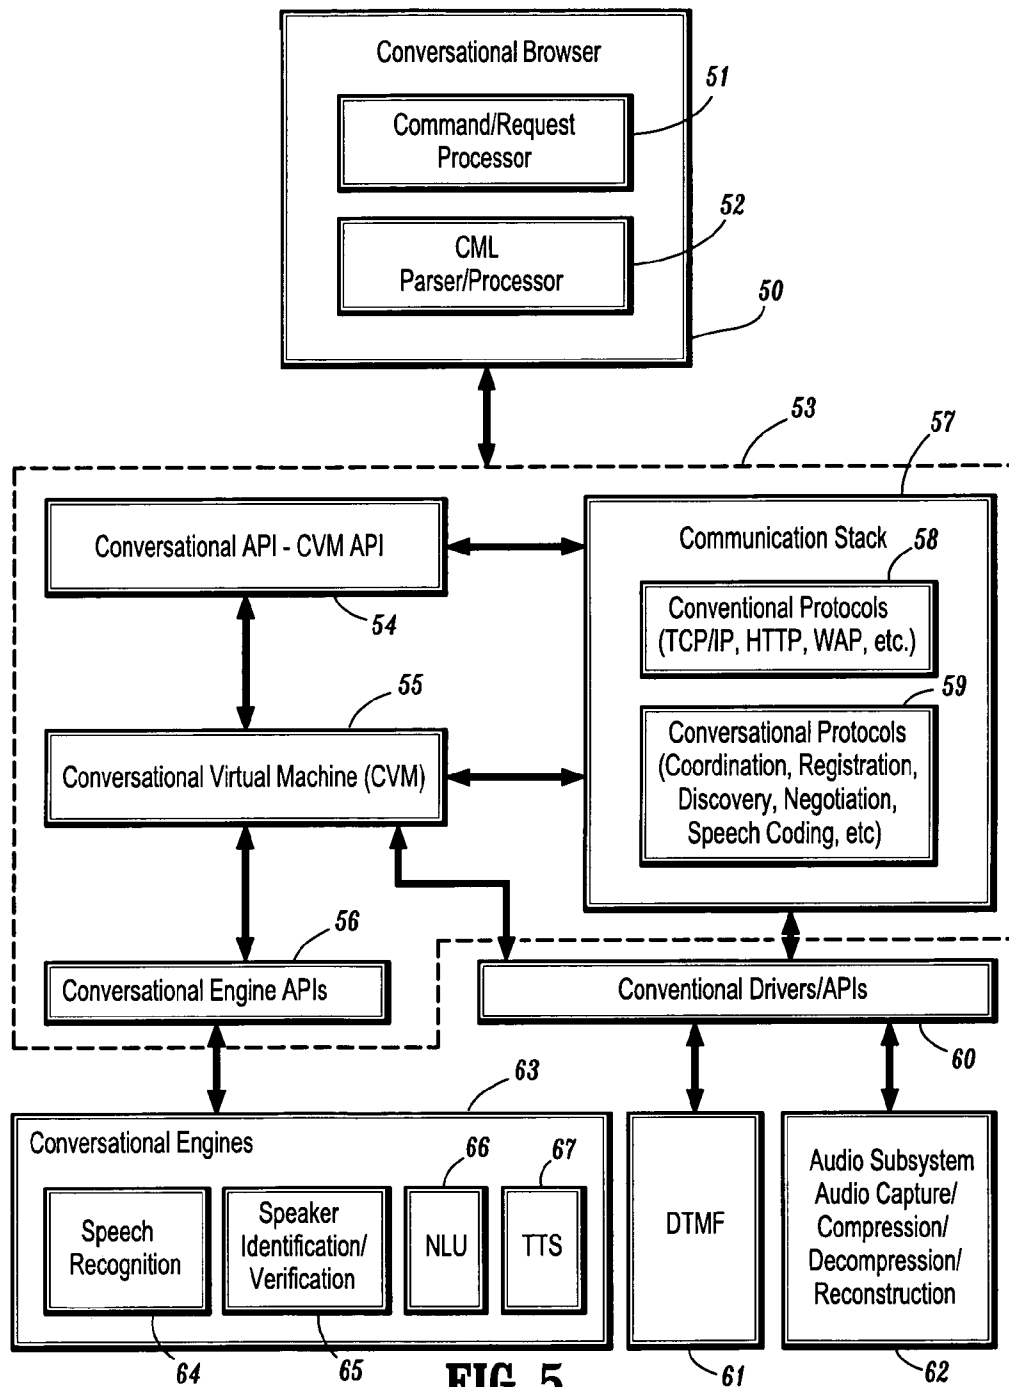 Conversational Browser
51
Command/Request
Processor
52
CML
Parser/Processor
50
53
57
Conversational API - CVM API
54
Communication Stack
58
Conventional Protocols
(TCP/IP, HTTP, WAP, etc.)
55
59
Conversational Virtual Machine (CVM)
Conversational Protocols
(Coordination, Registration,
Discovery, Negotiation,
Speech Coding, etc)
56
Conversational Engine APIs
Conventional Drivers/APIs
60
63
Conversational Engines
66
67
Speech
Recognition
Speaker
Identification/
Verification
NLU
TTS
DTMF
Audio Subsystem
Audio Capture/
Compression/
Decompression/
Reconstruction
64
65
61
62
FIG 5